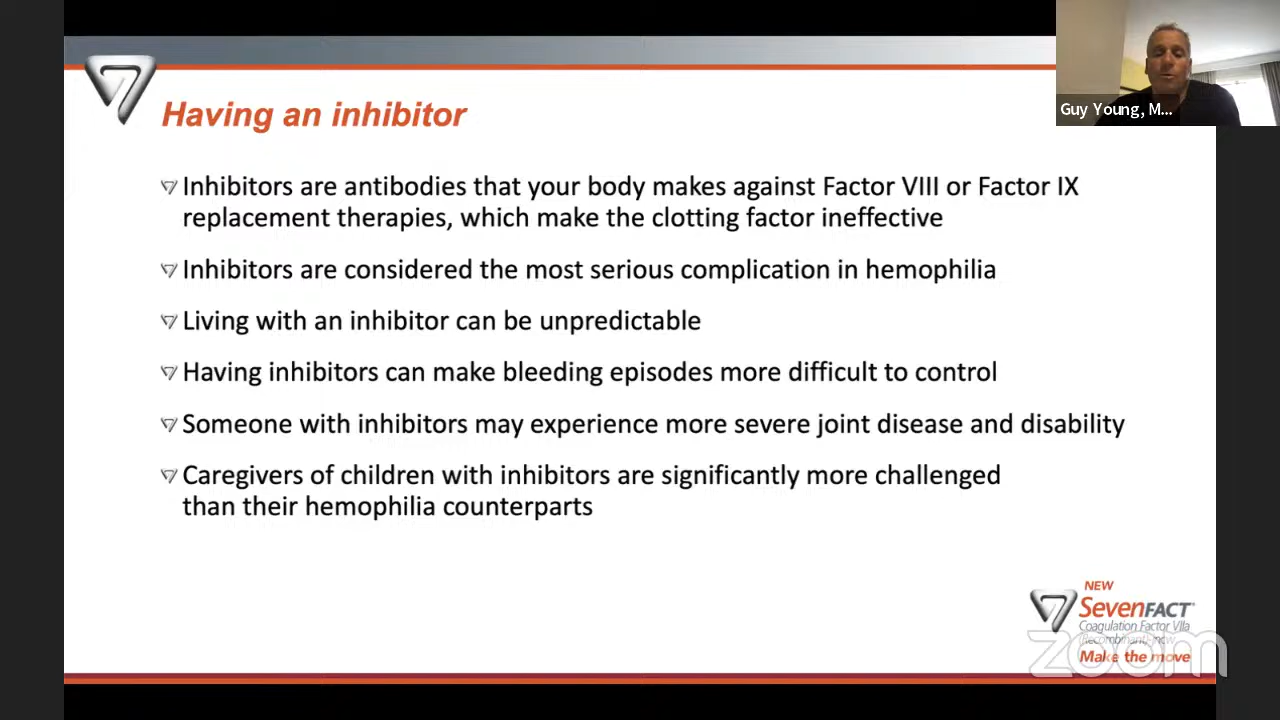 Guy Young, M...
Having an inhibitor
Inhibitors are antibodies that your body makes against Factor VIII or Factor IX
replacement therapies, which make the clotting factor ineffective
Inhibitors are considered the most serious complication in hemophilia
Living with an inhibitor can be unpredictable
Having inhibitors can make bleeding episodes more difficult to control
Someone with inhibitors may experience more severe joint disease and disability
Caregivers of children with inhibitors are significantly more challenged
than their hemophilia counterparts
NEW
SEVENFACT
Coagulation Factor VIIa
(Recombinant)-jncw
Make the move
zoom